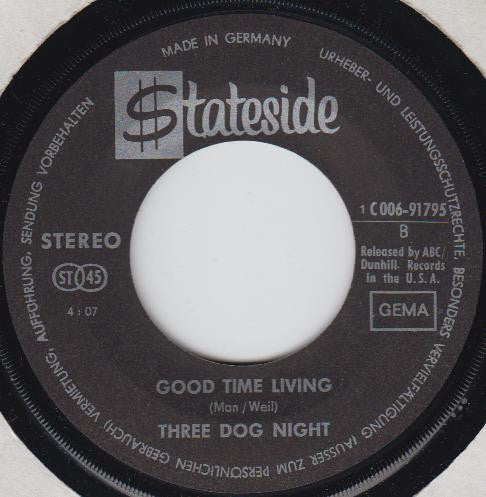 MADE IN GERMANY
URHEBER- UND LEISTUNGSSCHUTZRECHTE, BESONDERS VERVIELFÄLTIGUNG (AUSSER ZUM PERSÖNLICHEN GEBRAUCH) VERMIETUNG, AUFFÜHRUNG, SENDUNG VORBEHALTEN
$tateside
STEREO
ST 45
4:07
1 C 006-91795
B
Released by ABC/
Dunhill- Records
in the U.S.A.
GEMA
GOOD TIME LIVING
(Man/Weil)
THREE DOG NIGHT